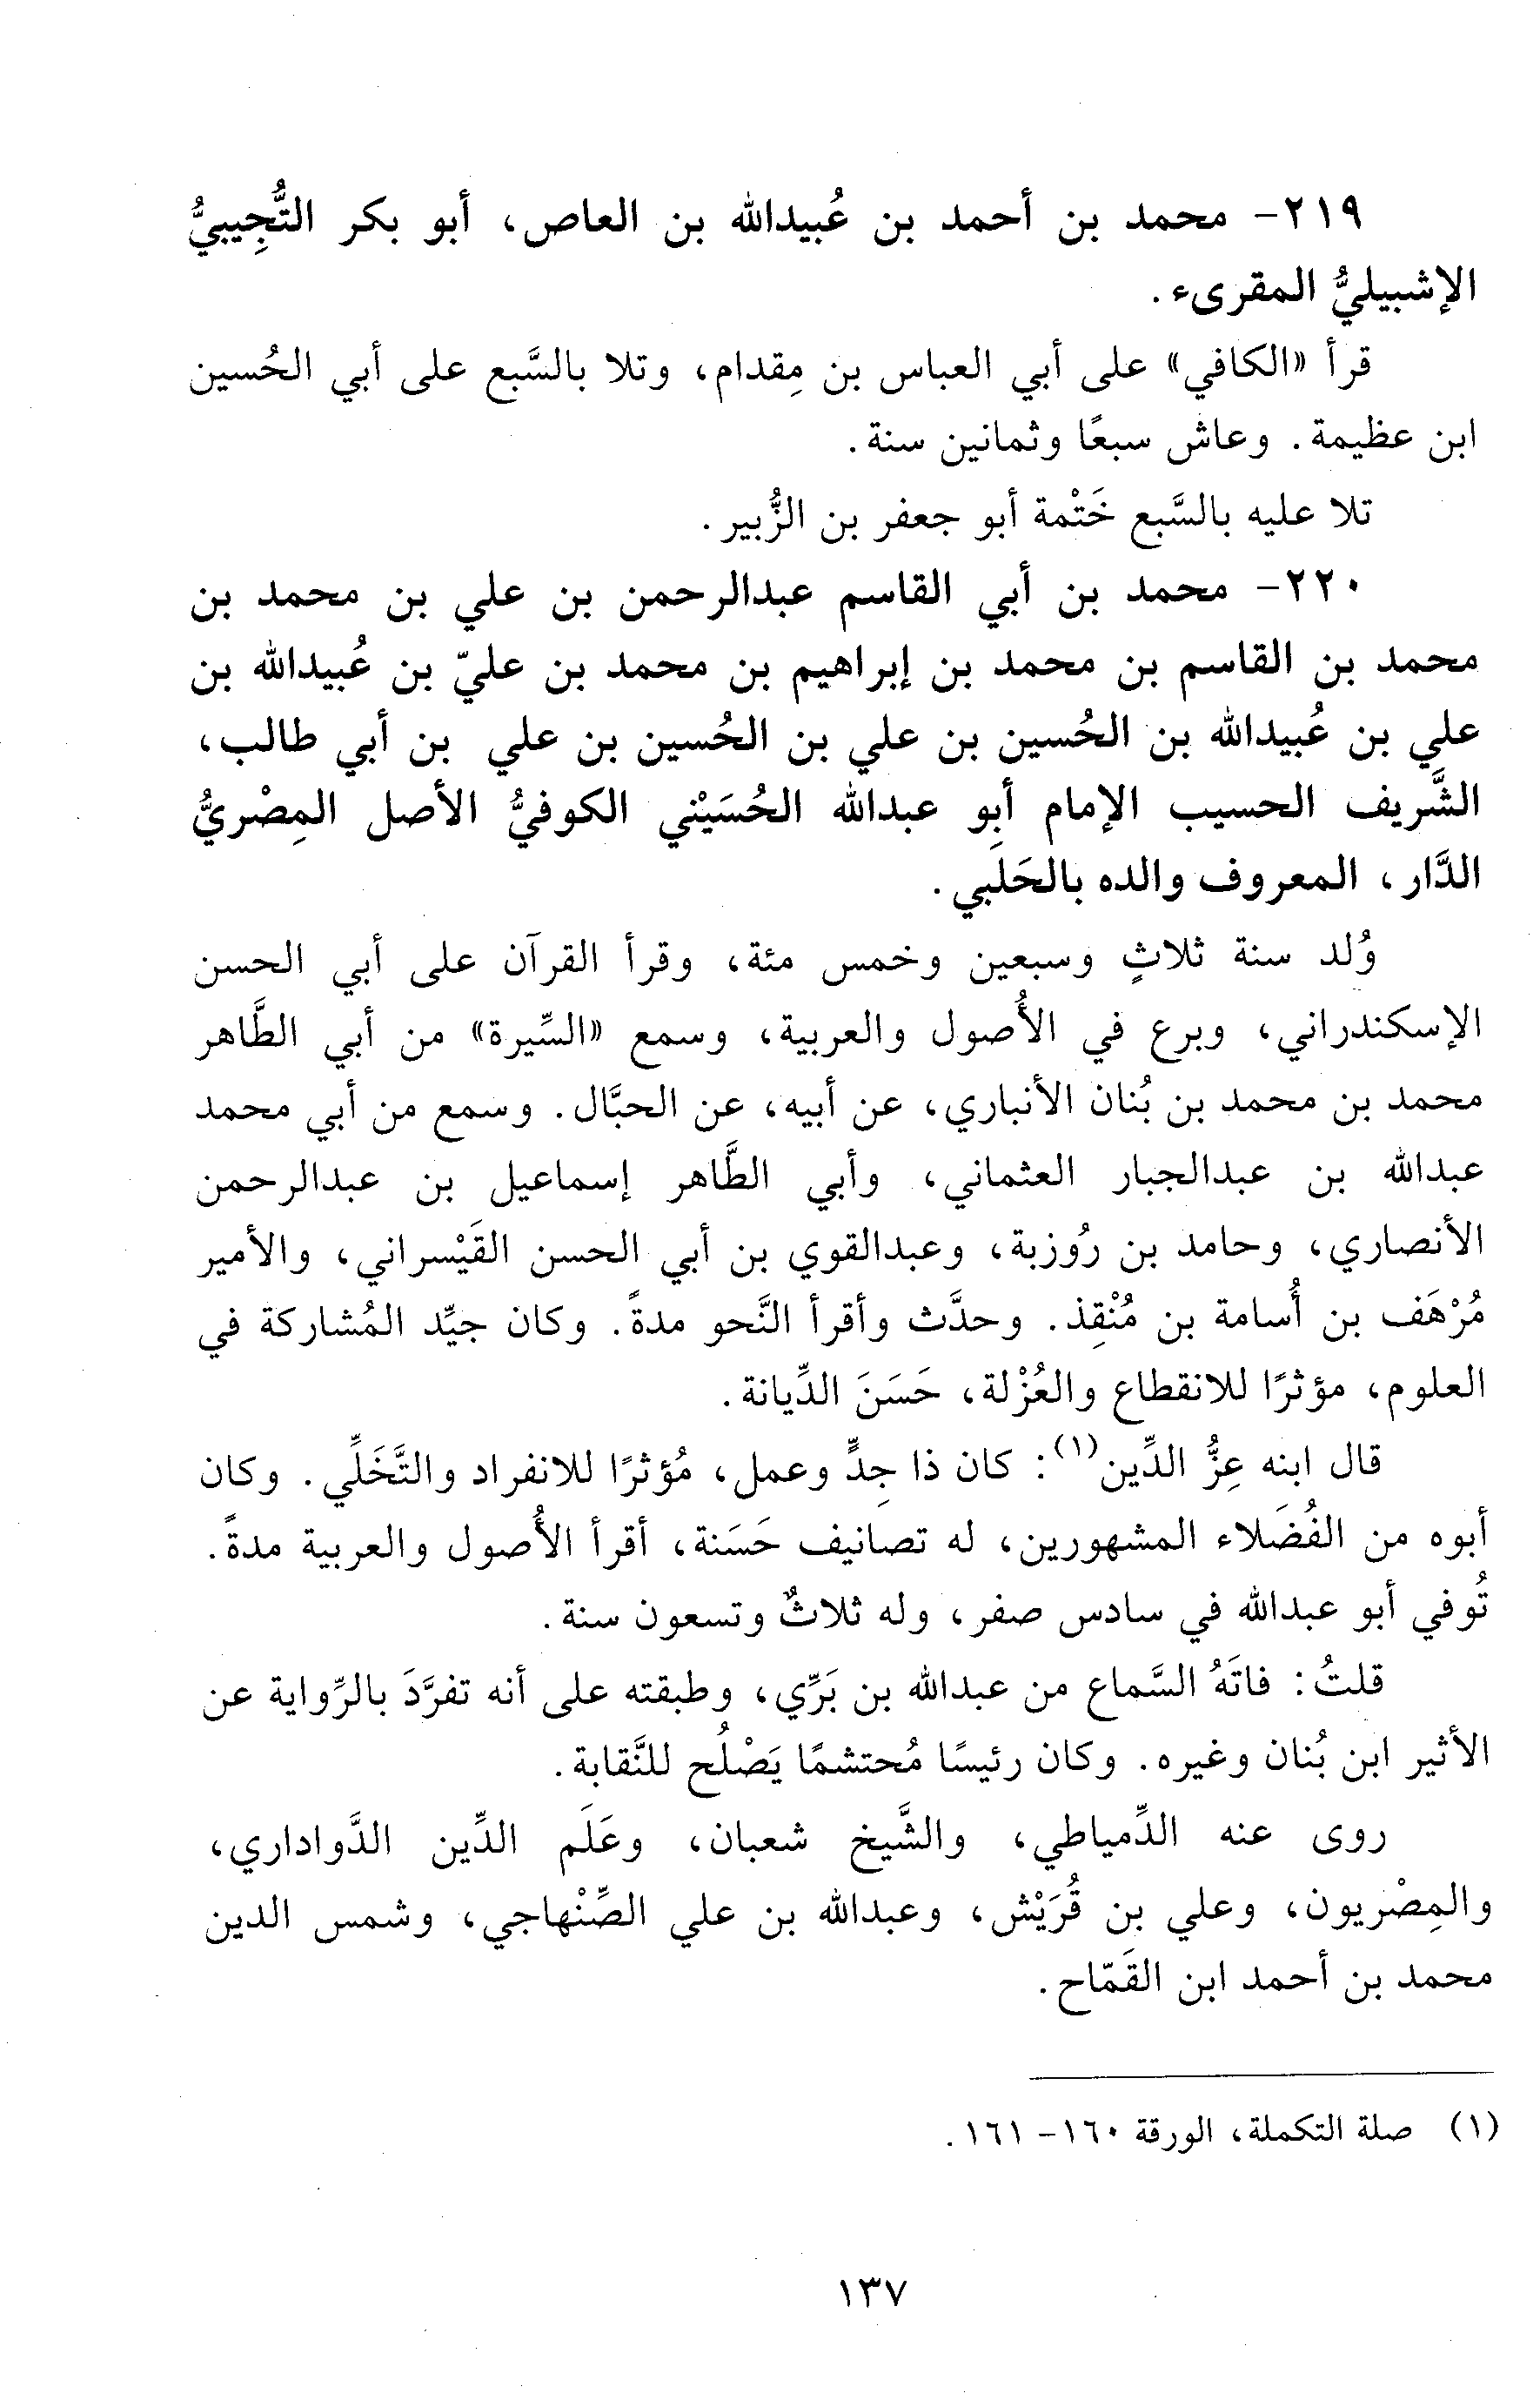 ٢١٩- محمد بن أحمد بن عُبيدالله بن العاص، أبو بكر التُّجِيبيُّ
الإشبيليُّ المقرىء.
قرأ «الكافي» على أبي العباس بن مِقدام، وتلا بالسَّبع على أبي الحُسين
ابن عظيمة. وعاش سبعًا وثمانين سنة.
تلا عليه بالسَّبع خَتْمة أبو جعفر بن الزُّبير.
٢٢٠- محمد بن أبي القاسم عبدالرحمن بن علي بن محمد بن
محمد بن القاسم بن محمد بن إبراهيم بن محمد بن عليّ بن عُبيدالله بن
علي بن عُبيدالله بن الحُسين بن علي بن الحُسين بن علي بن أبي طالب،
الشَّريف الحسيب الإمام أبو عبدالله الحُسَيْني الكوفيُّ الأصل المِصْريُّ
الدَّار، المعروف والده بالحَلَبي.
وُلد سنة ثلاثٍ وسبعين وخمس مئة، وقرأ القرآن على أبي الحسن
الإسكندراني، وبرع في الأُصول والعربية، وسمع «السِّيرة» من أبي الطَّاهر
محمد بن محمد بن بُنان الأنباري، عن أبيه، عن الحبَّال. وسمع من أبي محمد
عبدالله بن عبدالجبار العثماني، وأبي الطَّاهر إسماعيل بن عبدالرحمن
الأنصاري، وحامد بن رُوزبة، وعبدالقوي بن أبي الحسن القَيْسراني، والأمير
مُرْهَف بن أُسامة بن مُنْقِذ. وحدَّث وأقرأ النَّحو مدةً. وكان جيِّد المُشاركة في
العلوم، مؤثرًا للانقطاع والعُزْلة، حَسَنَ الدِّيانة.
قال ابنه عِزُّ الدِّين(١): كان ذا جِدٍّ وعمل، مُؤثرًا للانفراد والتَّخَلِّي. وكان
أبوه من الفُضَلاء المشهورين، له تصانيف حَسَنة، أقرأ الأُصول والعربية مدةً.
تُوفي أبو عبدالله في سادس صفر، وله ثلاثٌ وتسعون سنة.
قلتُ: فاتَهُ السَّماع من عبدالله بن بَرِّي، وطبقته على أنه تفرَّدَ بالرِّواية عن
الأثير ابن بُنان وغيره. وكان رئيسًا مُحتشمًا يَصْلُح للنَّقابة.
روى عنه الدِّمياطي، والشَّيخ شعبان، وعَلَم الدِّين الدَّواداري،
والمِصْريون، وعلي بن قُرَيْش، وعبدالله بن علي الصِّنْهاجي، وشمس الدين
محمد بن أحمد ابن القَمّاح.
(١) صلة التكملة، الورقة ١٦٠- ١٦١.
١٣٧